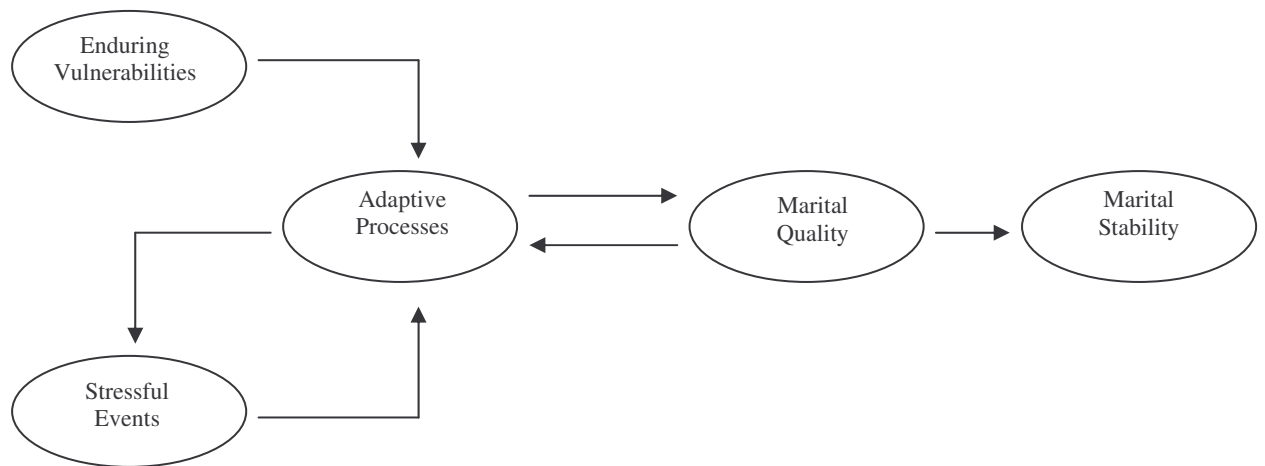 Enduring
Vulnerabilities
Adaptive
Processes
Marital
Quality
Marital
Stability
Stressful
Events